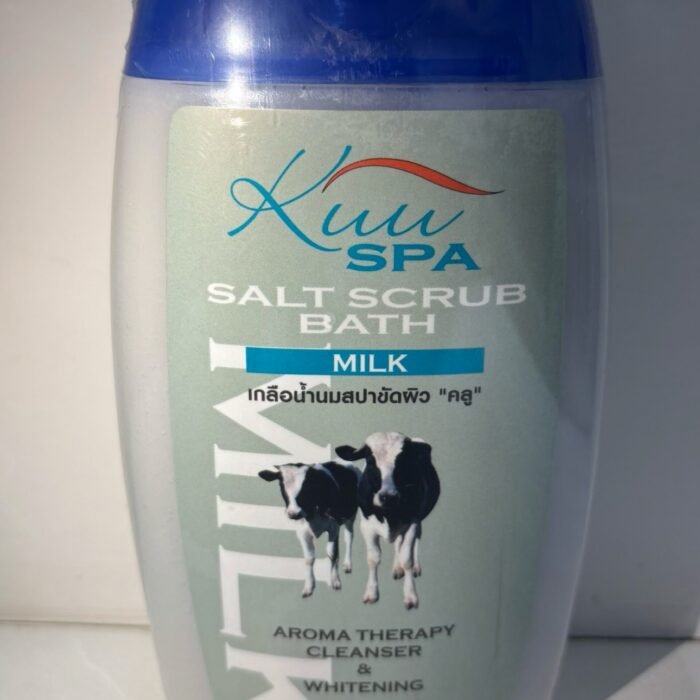 Kuu
SPA
SALT SCRUB
BATH
MILK
เกลือน้ำนมสปาขัดผิว "คลู"
MILK
AROMA THERAPY
CLEANSER
&
WHITENING